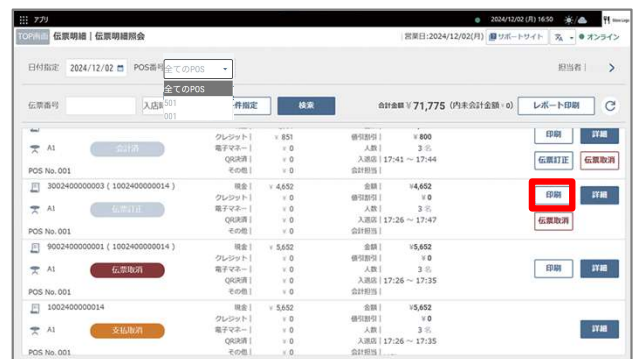 アプリ 2024/12/02 (月) 16:50
TOP画面 伝票明細 | 伝票明細照会 営業日:2024/12/02(月) サポートサイト オンライン
日付指定 2024/12/02 POS番号 全てのPOS 担当者 |
全てのPOS
501
001
伝票番号 入店 件指定 検索 合計金額 ¥ 71,775 (内未会計金額 : 0) レポート印刷
クレジット | ¥ 851 値引割引 | ¥ 800 印刷 詳細
A1 会計済 電子マネー | ¥ 0 人数 | 3 名
QR決済 | ¥ 0 入退店 | 17:41 ～ 17:44 伝票訂正 伝票取消
POS No. 001 その他 | ¥ 0 会計担当 |
3002400000003 ( 1002400000014 ) 現金 | ¥ 4,652 金額 | ¥4,652
クレジット | ¥ 0 値引割引 | ¥ 0 印刷 詳細
A1 伝票訂正 電子マネー | ¥ 0 人数 | 3 名
QR決済 | ¥ 0 入退店 | 17:26 ～ 17:47 伝票取消
POS No. 001 その他 | ¥ 0 会計担当 |
9002400000001 ( 1002400000014 ) 現金 | ¥ 5,652 金額 | ¥5,652
クレジット | ¥ 0 値引割引 | ¥ 0
A1 伝票取消 電子マネー | ¥ 0 人数 | 3 名 印刷 詳細
QR決済 | ¥ 0 入退店 | 17:26 ～ 17:35
POS No. 001 その他 | ¥ 0 会計担当 |
1002400000014 現金 | ¥ 5,652 金額 | ¥5,652
クレジット | ¥ 0 値引割引 | ¥ 0
A1 支払取消 電子マネー | ¥ 0 人数 | 3 名 詳細
QR決済 | ¥ 0 入退店 | 17:26 ～ 17:35
POS No. 001 その他 | ¥ 0 会計担当 |